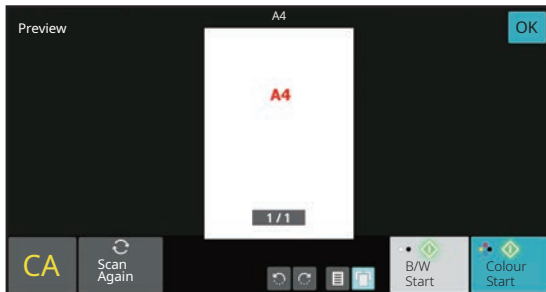 A4
Preview
OK
A4
1 / 1
CA
Scan
Again
B/W
Start
Colour
Start